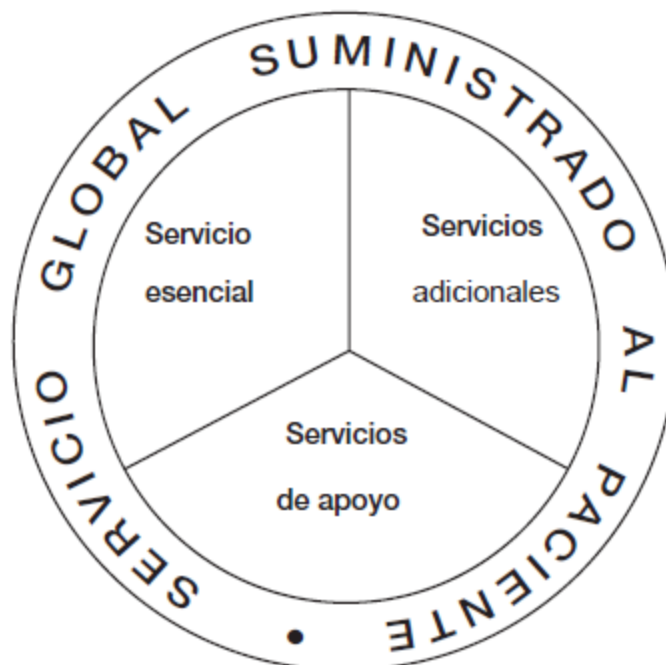 SERVICIO GLOBAL SUMINISTRADO AL PACIENTE •
Servicio
esencial
Servicios
adicionales
Servicios
de apoyo